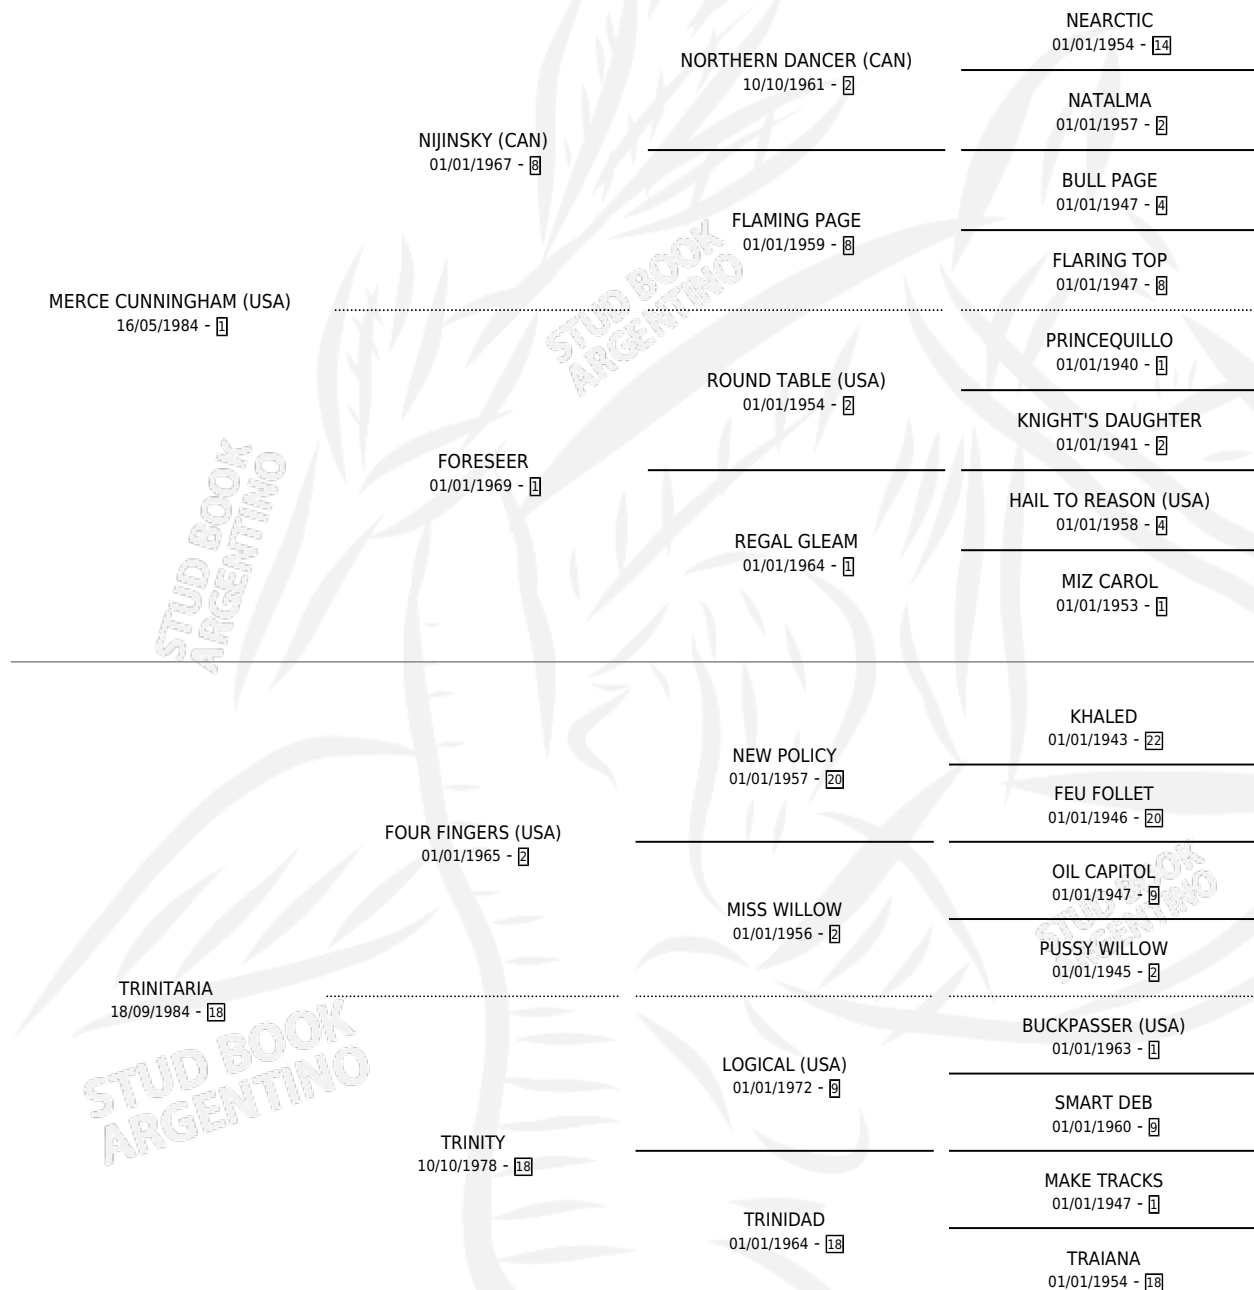 NEARCTIC
01/01/1954 - 14
NORTHERN DANCER (CAN)
10/10/1961 - 2
NATALMA
01/01/1957 - 2
NIJINSKY (CAN)
01/01/1967 - 8
BULL PAGE
01/01/1947 - 4
FLAMING PAGE
01/01/1959 - 8
FLARING TOP
01/01/1947 - 8
MERCE CUNNINGHAM (USA)
16/05/1984 - 1
PRINCEQUILLO
01/01/1940 - 1
ROUND TABLE (USA)
01/01/1954 - 2
KNIGHT'S DAUGHTER
01/01/1941 - 2
FORESEER
01/01/1969 - 1
HAIL TO REASON (USA)
01/01/1958 - 4
REGAL GLEAM
01/01/1964 - 1
MIZ CAROL
01/01/1953 - 1
KHALED
01/01/1943 - 22
NEW POLICY
01/01/1957 - 20
FEU FOLLET
01/01/1946 - 20
FOUR FINGERS (USA)
01/01/1965 - 2
OIL CAPITOL
01/01/1947 - 9
MISS WILLOW
01/01/1956 - 2
PUSSY WILLOW
01/01/1945 - 2
TRINITARIA
18/09/1984 - 18
BUCKPASSER (USA)
01/01/1963 - 1
LOGICAL (USA)
01/01/1972 - 9
SMART DEB
01/01/1960 - 9
TRINITY
10/10/1978 - 18
MAKE TRACKS
01/01/1947 - 1
TRINIDAD
01/01/1964 - 18
TRAIANA
01/01/1954 - 18
STUD BOOK
ARGENTINO
STUD BOOK
ARGENTINO
STUD BOOK
ARGENTINO
STUD BOOK
ARGENTINO